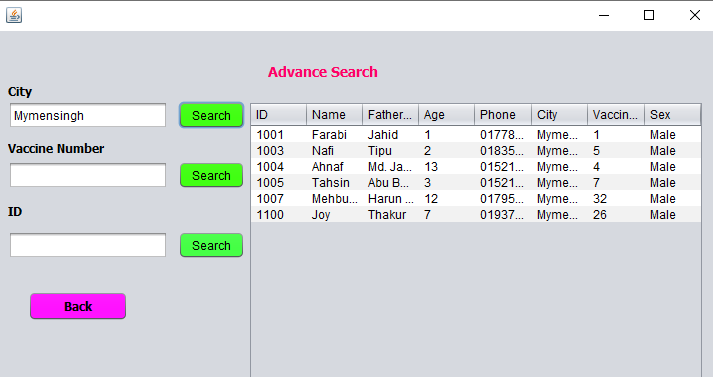 Advance Search
City
Mymensingh Search
Vaccine Number
Search
ID
Search
Back
ID Name Father... Age Phone City Vaccin... Sex
1001 Farabi Jahid 1 01778... Myme... 1 Male
1003 Nafi Tipu 2 01835... Myme... 5 Male
1004 Ahnaf Md. Ja... 13 01521... Myme... 4 Male
1005 Tahsin Abu B... 3 01521... Myme... 7 Male
1007 Mehbu... Harun ... 12 01795... Myme... 32 Male
1100 Joy Thakur 7 01937... Myme... 26 Male